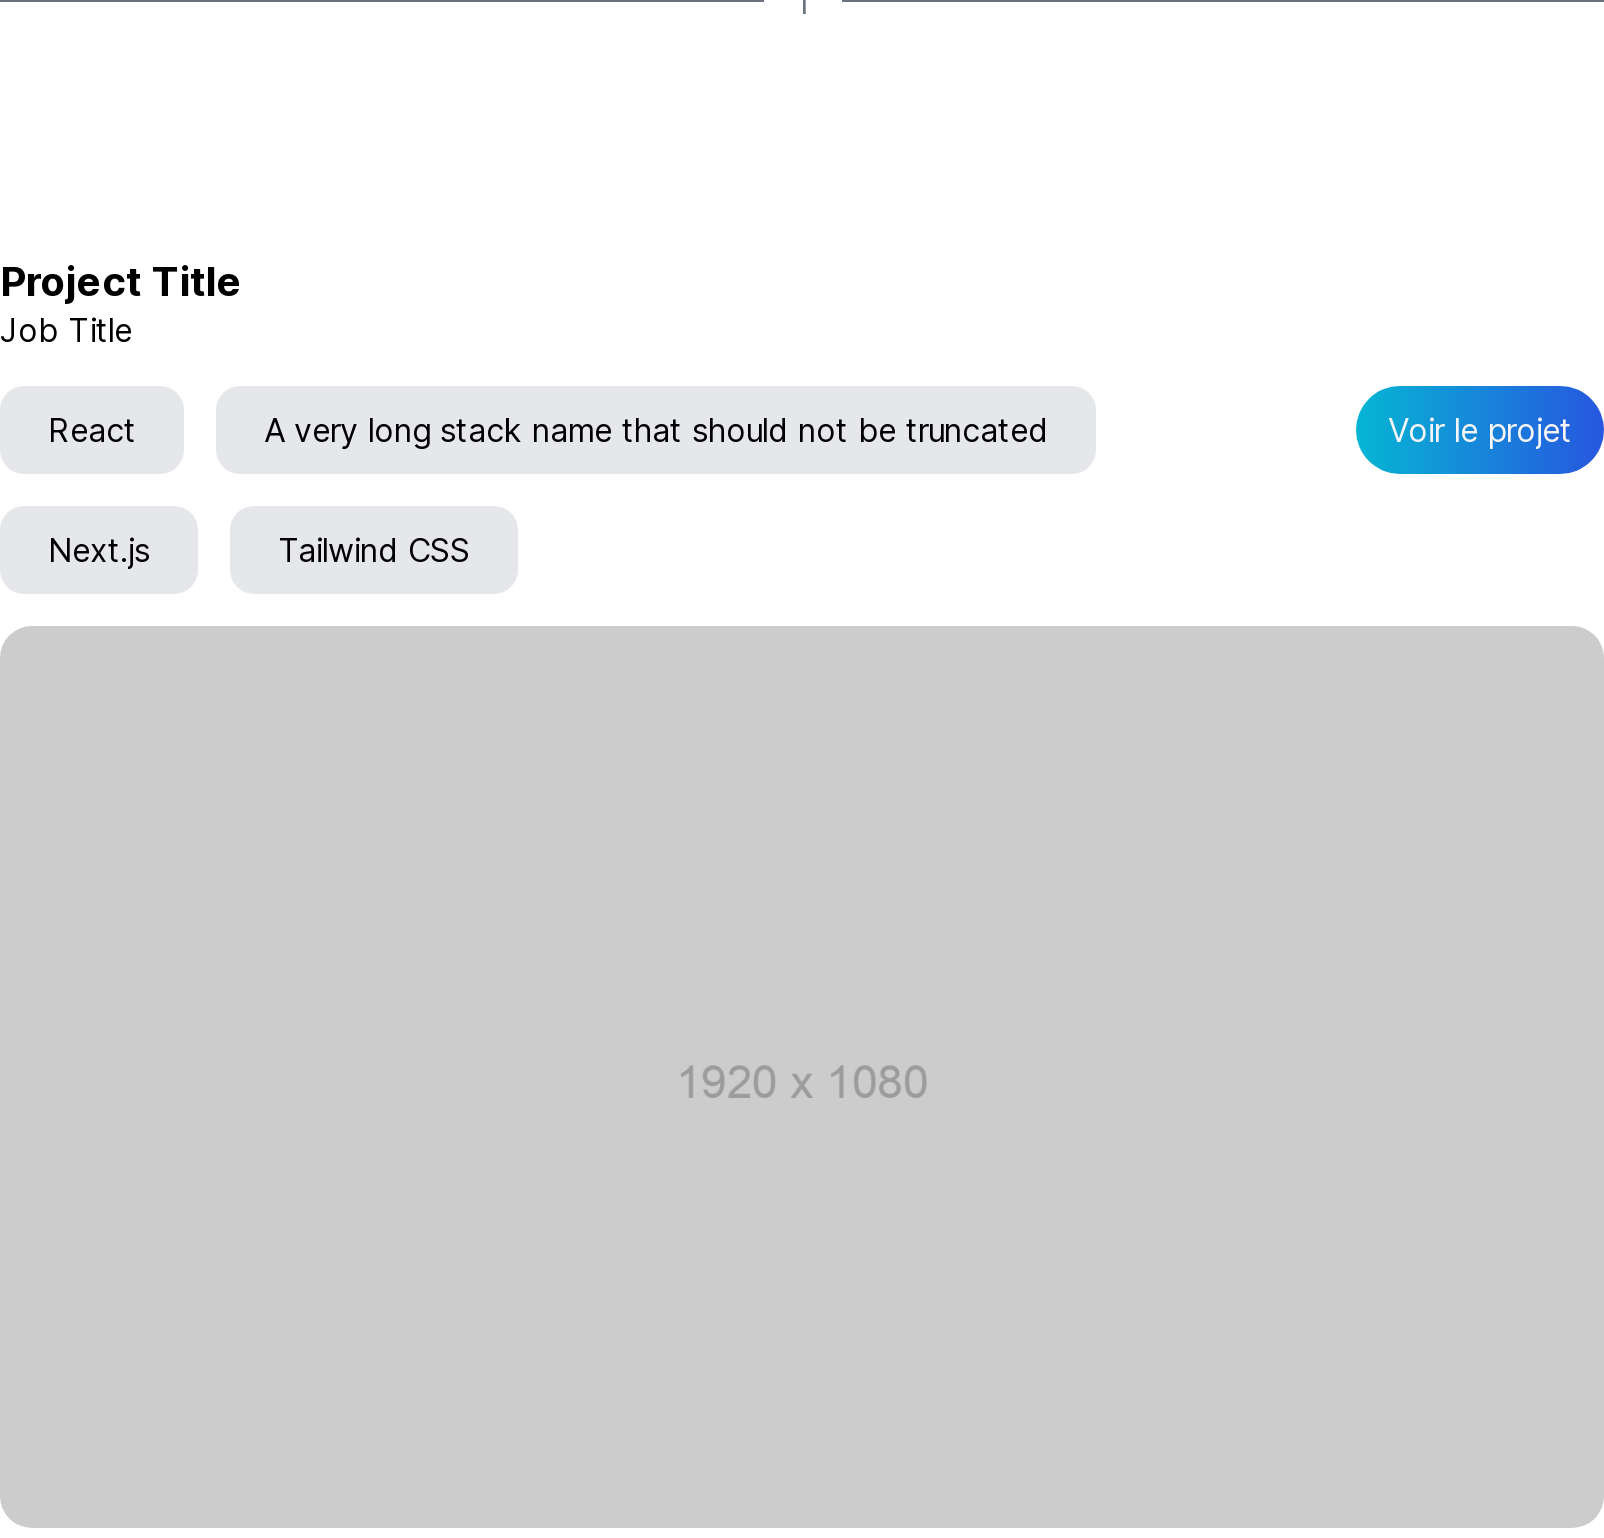 Project Title
Job Title
React
A very long stack name that should not be truncated
Voir le projet
Next.js
Tailwind CSS
1920 x 1080